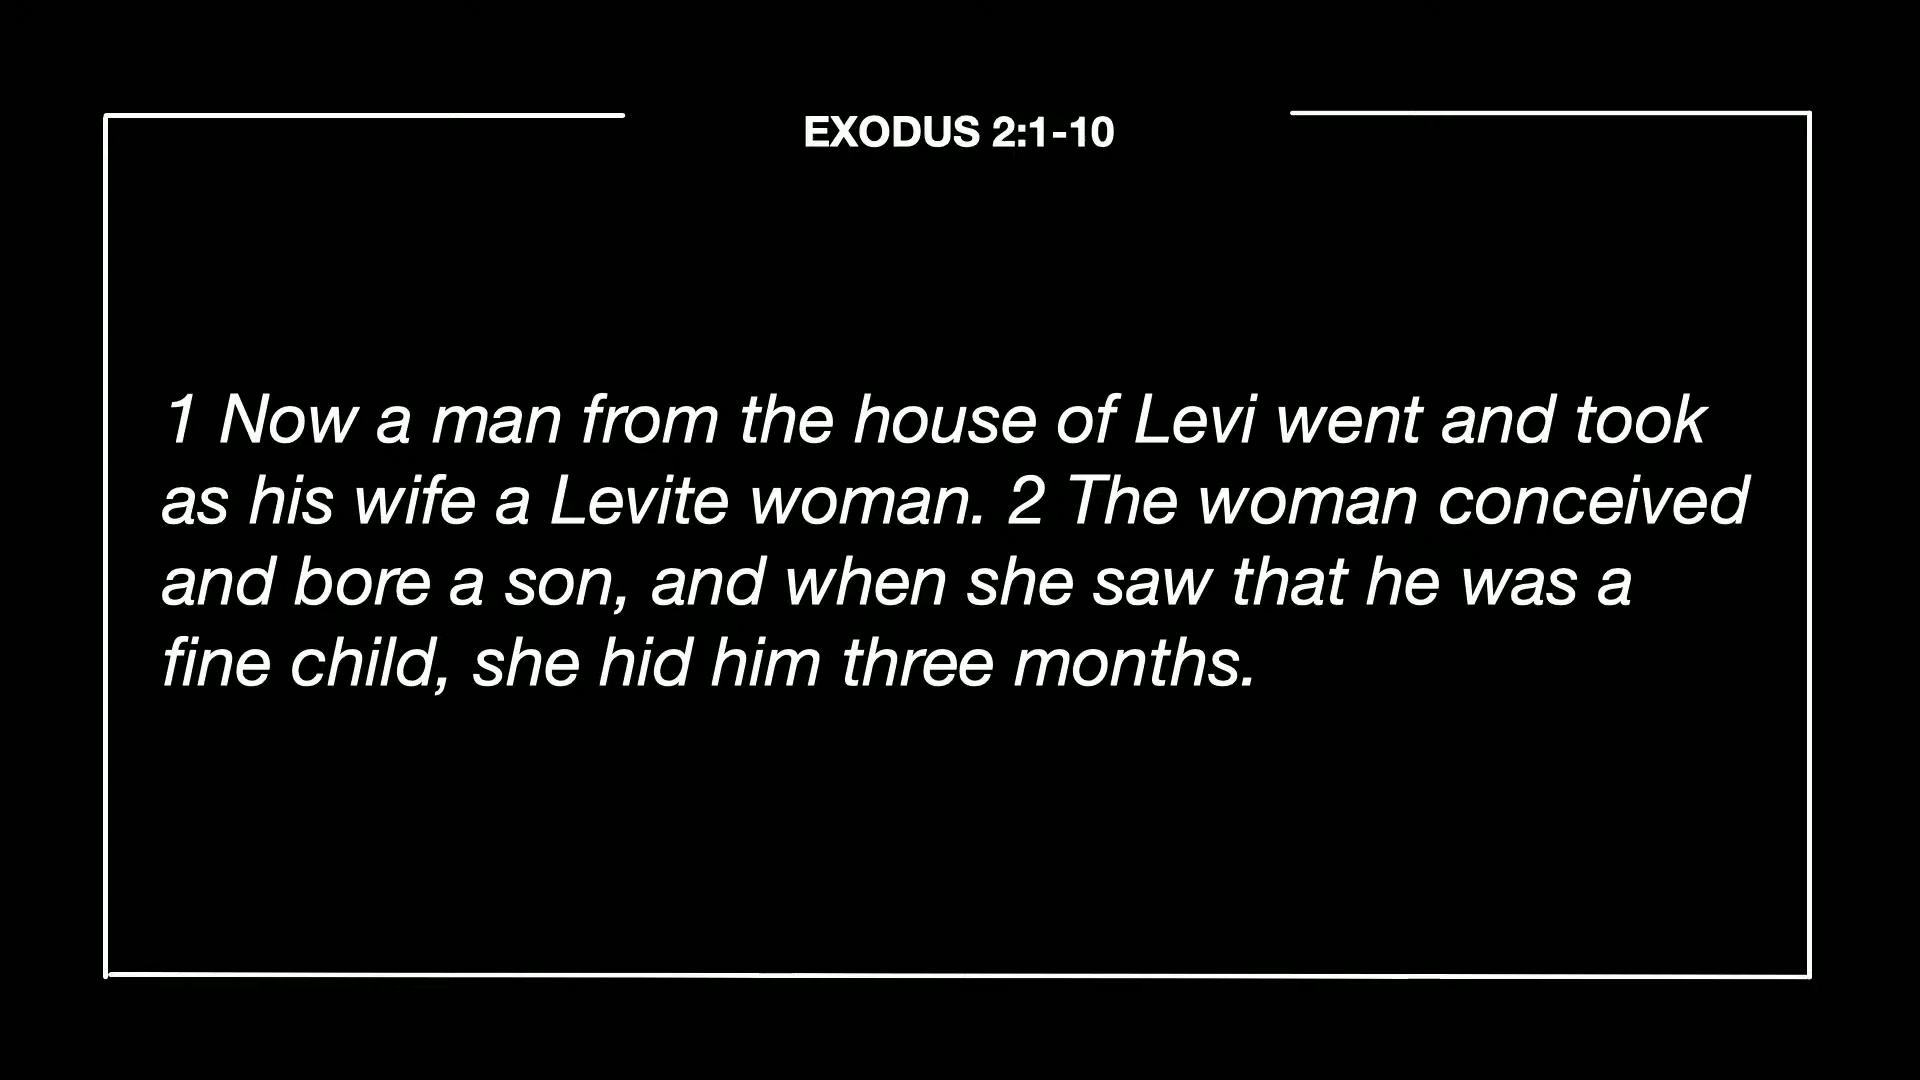 EXODUS 2:1-10
1 Now a man from the house of Levi went and took
as his wife a Levite woman. 2 The woman conceived
and bore a son, and when she saw that he was a
fine child, she hid him three months.